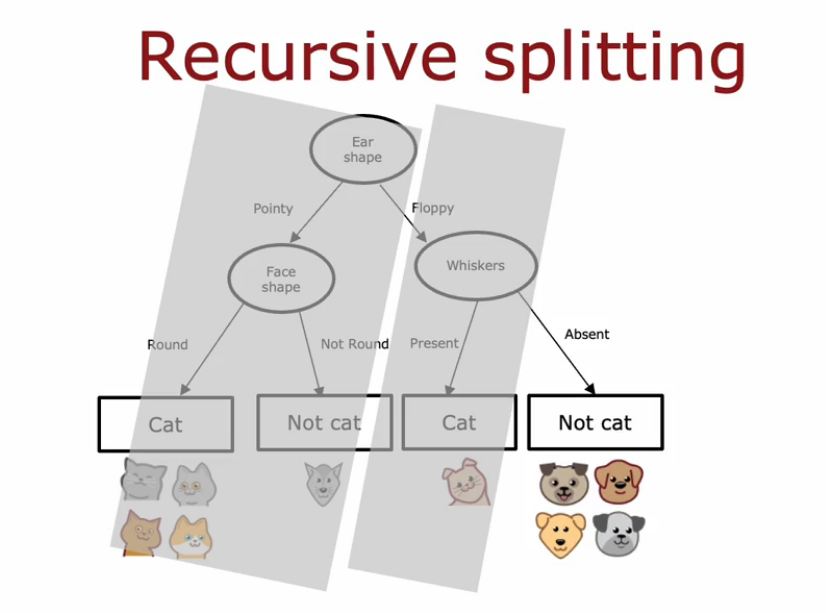 Recursive splitting
Ear
shape
Pointy
Floppy
Face
shape
Whiskers
Round
Not Round
Present
Absent
Cat
Not cat
Cat
Not cat